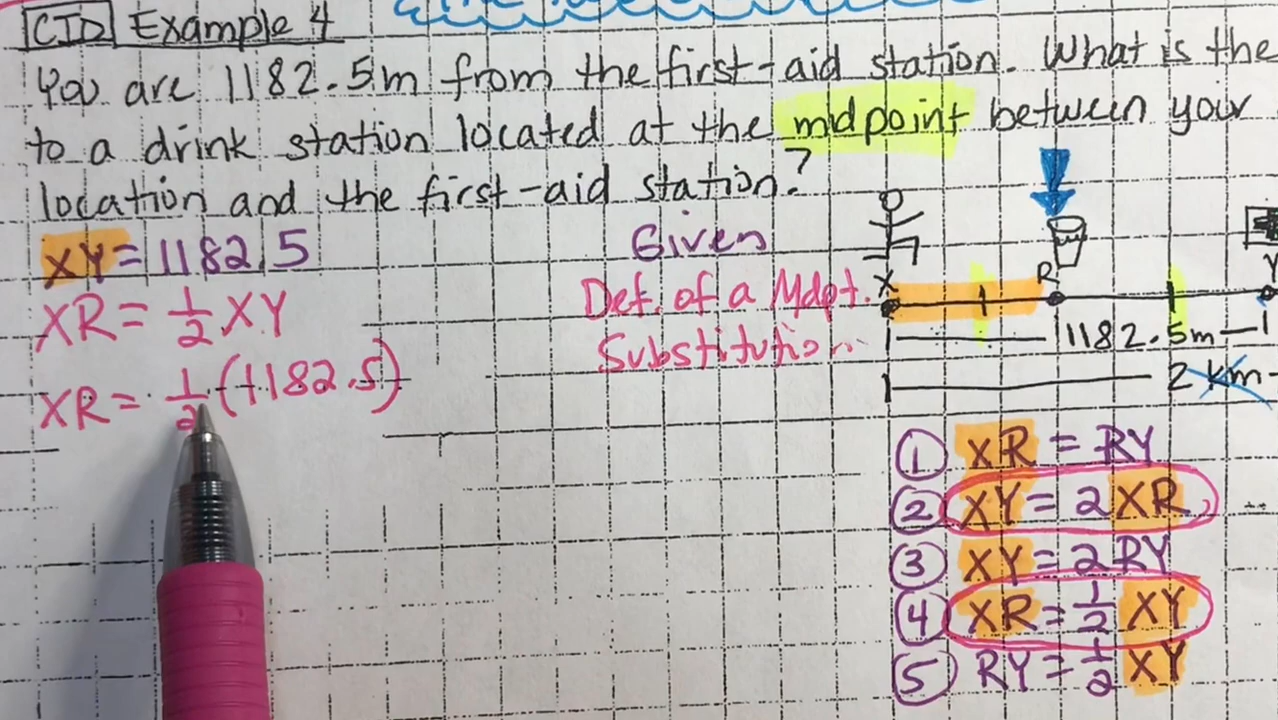 CID Example 4
You are 1182.5m from the first-aid station. What is the
to a drink station located at the midpoint between your
location and the first-aid station?
XY = 1182.5 Given
XR = 1/2 XY Def. of a Mdpt.
XR = 1/2 (1182.5) Substitution
X R Y
1182.5m
2 km
① XR = RY
② XY = 2XR
③ XY = 2RY
④ XR = 1/2 XY
⑤ RY = 1/2 XY